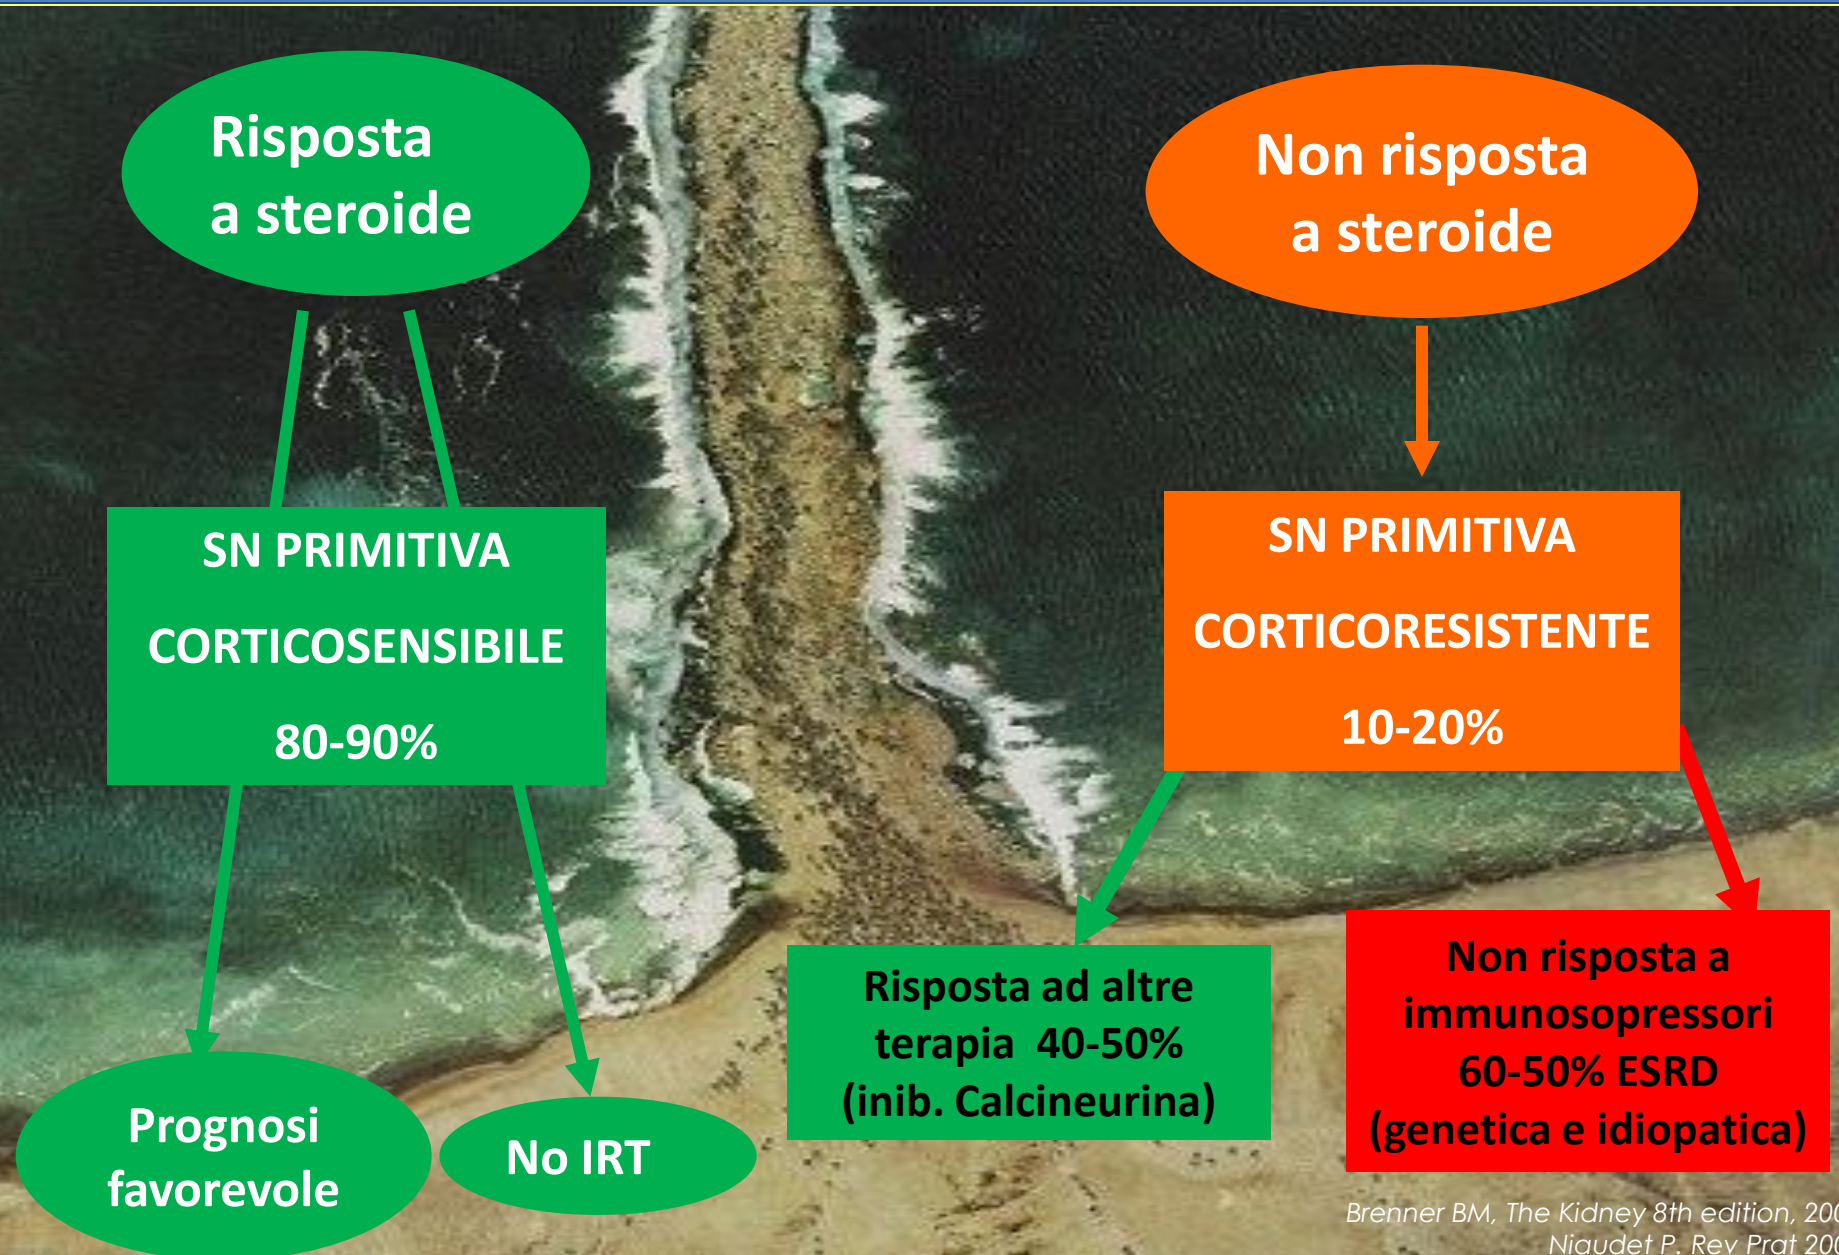 Risposta
a steroide
Non risposta
a steroide
SN PRIMITIVA
CORTICOSENSIBILE
80-90%
SN PRIMITIVA
CORTICORESISTENTE
10-20%
Prognosi
favorevole
No IRT
Risposta ad altre
terapia 40-50%
(inib. Calcineurina)
Non risposta a
immunosopressori
60-50% ESRD
(genetica e idiopatica)
Brenner BM, The Kidney 8th edition,
Niaudet P. Rev Prat